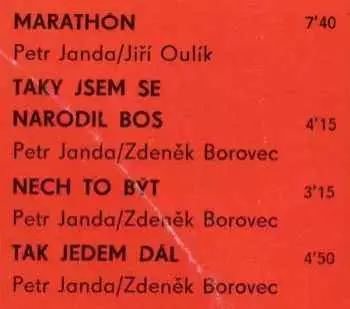 MARATHÓN 7'40
Petr Janda/Jiří Oulík
TAKY JSEM SE
NARODIL BOS 4'15
Petr Janda/Zdeněk Borovec
NECH TO BÝT 3'15
Petr Janda/Zdeněk Borovec
TAK JEDEM DÁL 4'50
Petr Janda/Zdeněk Borovec